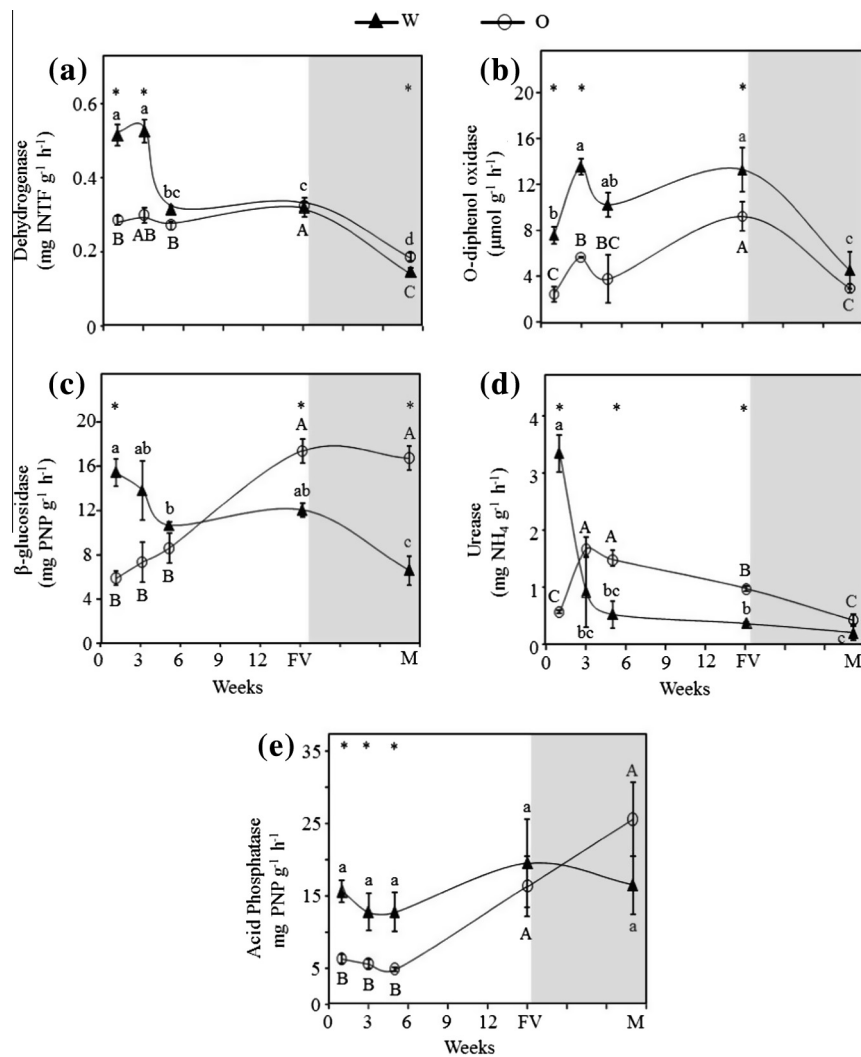 W O
(a)
Dehydrogenase
(mg INTF g⁻¹ h⁻¹)
0.6
0.4
0.2
0
* * *
a a bc c d
B AB B A C
(b)
O-diphenol oxidase
(µmol g⁻¹ h⁻¹)
20
16
12
8
4
0
* * *
b a ab a c
C B BC A C
(c)
β-glucosidase
(mg PNP g⁻¹ h⁻¹)
20
16
12
8
4
0
* * *
a ab b ab c
B B B A A
0 3 6 9 12 FV M
Weeks
(d)
Urease
(mg NH₄ g⁻¹ h⁻¹)
4
3
2
1
0
* * *
a bc bc b c
C A A B C
0 3 6 9 12 FV M
Weeks
(e)
Acid Phosphatase
mg PNP g⁻¹ h⁻¹
35
25
15
5
0
* * *
a a a a a
B B B A A
0 3 6 9 12 FV M
Weeks